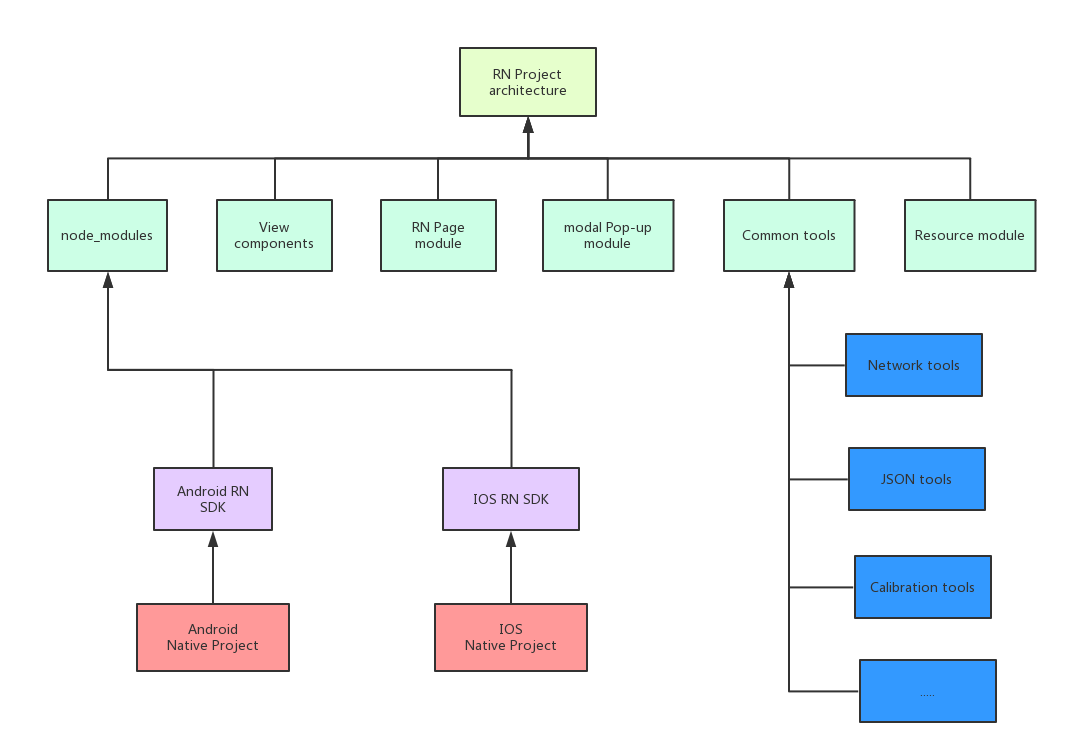 RN Project
architecture
node_modules
View
components
RN Page
module
modal Pop-up
module
Common tools
Resource module
Network tools
JSON tools
Calibration tools
.....
Android RN
SDK
IOS RN SDK
Android
Native Project
IOS
Native Project